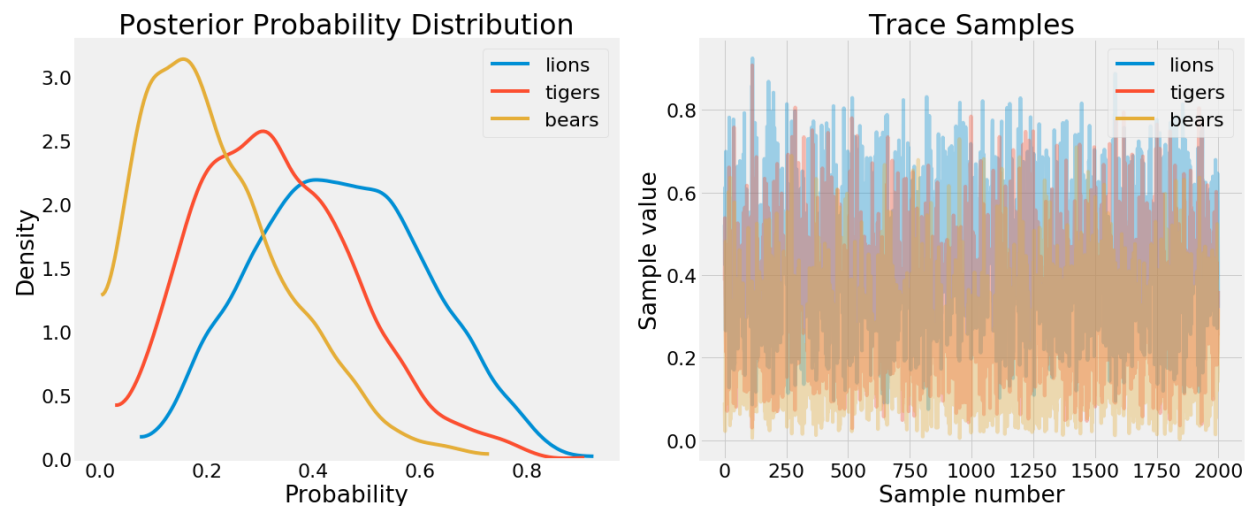 Posterior Probability Distribution
lions
tigers
bears
3.0
2.5
2.0
1.5
1.0
0.5
0.0
Density
0.0 0.2 0.4 0.6 0.8
Probability
Trace Samples
lions
tigers
bears
0.8
0.6
0.4
0.2
0.0
Sample value
0 250 500 750 1000 1250 1500 1750 2000
Sample number